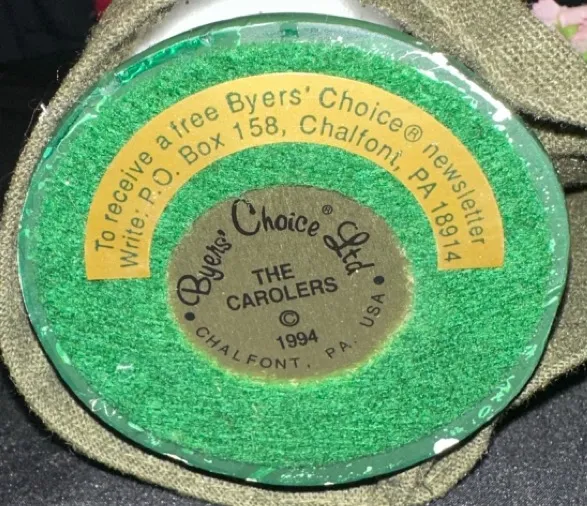 To receive a free Byers' Choice® newsletter
Write: P.O. Box 158, Chalfont, PA 18914
Byers' Choice® Ltd
THE
CAROLERS
©
1994
• CHALFONT, PA. USA •